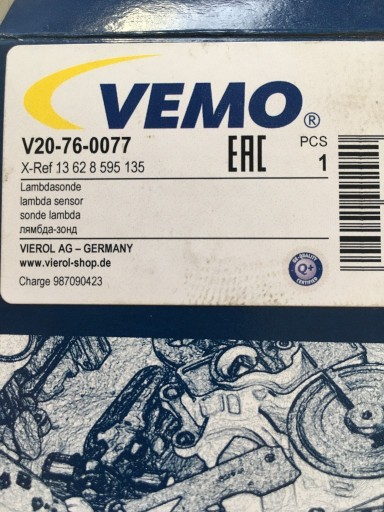 VEMO®
V20-76-0077
X-Ref 13 62 8 595 135
EAC
PCS
1
Lambdasonde
lambda sensor
sonde lambda
лямбда-зонд
VIEROL AG – GERMANY
www.vierol-shop.de
Charge 987090423
Q+
CERTIFIED